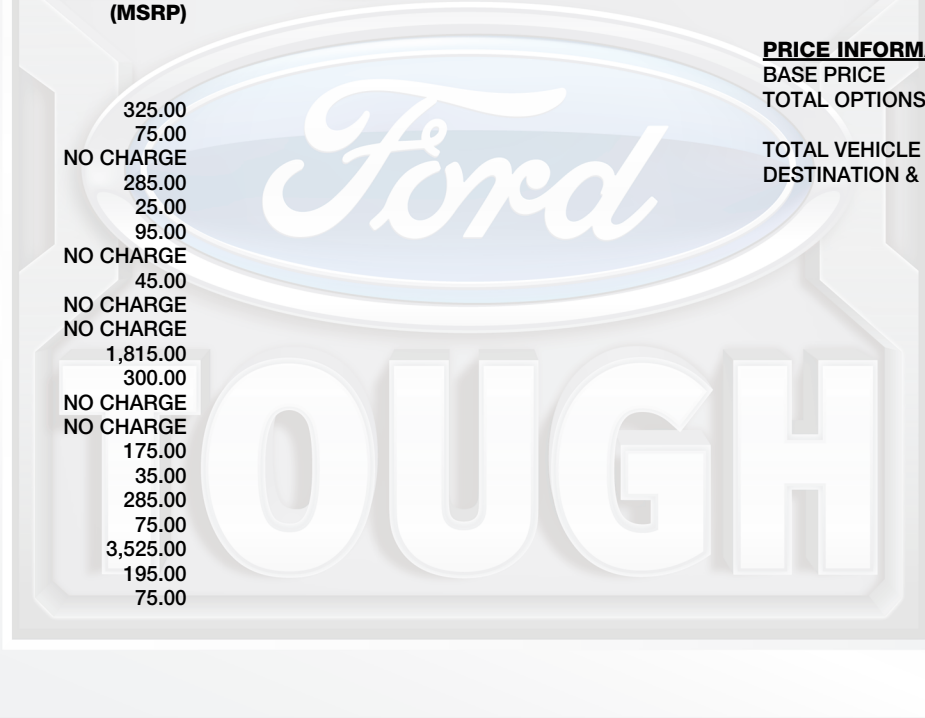 (MSRP)
325.00
75.00
NO CHARGE
285.00
25.00
95.00
NO CHARGE
45.00
NO CHARGE
NO CHARGE
1,815.00
300.00
NO CHARGE
NO CHARGE
175.00
35.00
285.00
75.00
3,525.00
195.00
75.00
PRICE INFORM
BASE PRICE
TOTAL OPTIONS
TOTAL VEHICLE
DESTINATION &
Ford
TOUGH